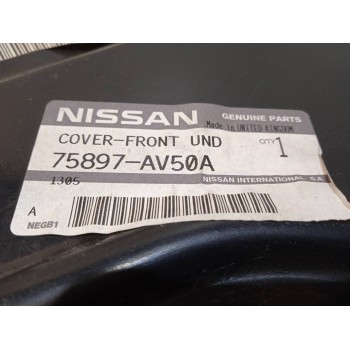 NISSAN GENUINE PARTS
Made in UNITED KINGDOM
COVER-FRONT UND QTY 1
75897-AV50A
1305 NISSAN INTERNATIONAL S.A.
A
NEGB1